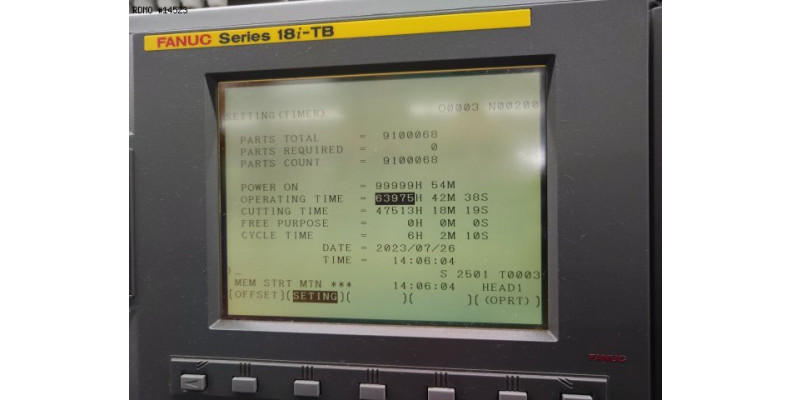 RDMO #14523
FANUC Series 18i-TB
SETTING(TIMER) O0003 N00200
PARTS TOTAL = 9100068
PARTS REQUIRED = 0
PARTS COUNT = 9100068
POWER ON = 99999H 54M
OPERATING TIME = 63975H 42M 38S
CUTTING TIME = 47513H 18M 19S
FREE PURPOSE = 0H 0M 0S
CYCLE TIME = 6H 2M 10S
DATE = 2023/07/26
TIME = 14:06:04
)_
S 2501 T0003
MEM STRT MTN *** 14:06:04 HEAD1
(OFFSET)(SETING)( )( )( (OPRT) )
FANUC